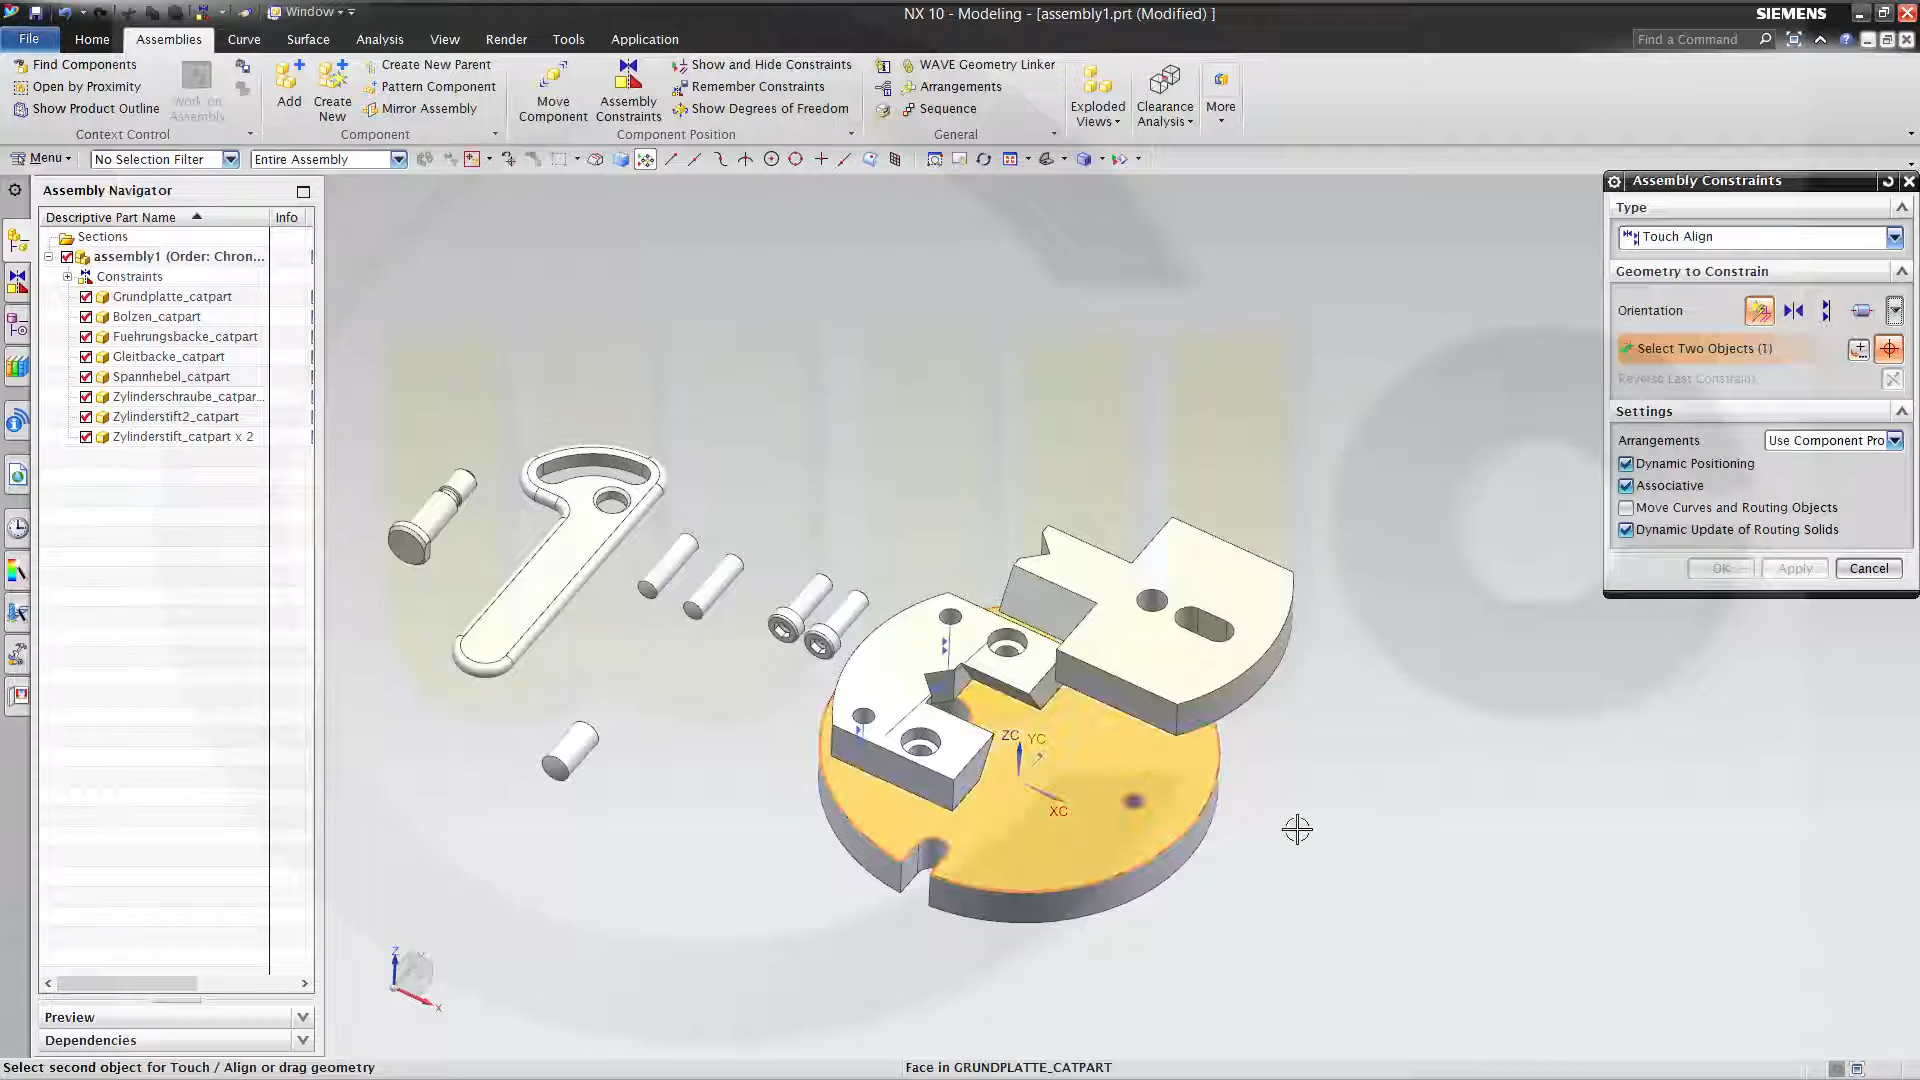 Window
NX 10 - Modeling - [assembly1.prt (Modified) ]
SIEMENS
File
Home
Assemblies
Curve
Surface
Analysis
View
Render
Tools
Application
Find a Command
Find Components
Open by Proximity
Show Product Outline
Work on Assembly
Context Control
Add
Create New
Create New Parent
Pattern Component
Mirror Assembly
Component
Move Component
Assembly Constraints
Show and Hide Constraints
Remember Constraints
Show Degrees of Freedom
Component Position
WAVE Geometry Linker
Arrangements
Sequence
General
Exploded Views
Clearance Analysis
More
Menu
No Selection Filter
Entire Assembly
Assembly Navigator
Descriptive Part Name
Info
Sections
assembly1 (Order: Chron...
Constraints
Grundplatte_catpart
Bolzen_catpart
Fuehrungsbacke_catpart
Gleitbacke_catpart
Spannhebel_catpart
Zylinderschraube_catpar...
Zylinderstift2_catpart
Zylinderstift_catpart x 2
Preview
Dependencies
ZC
YC
XC
Z
X
Assembly Constraints
Type
Touch Align
Geometry to Constrain
Orientation
Select Two Objects (1)
Reverse Last Constraint
Settings
Arrangements
Use Component Pro
Dynamic Positioning
Associative
Move Curves and Routing Objects
Dynamic Update of Routing Solids
OK
Apply
Cancel
Select second object for Touch / Align or drag geometry
Face in GRUNDPLATTE_CATPART